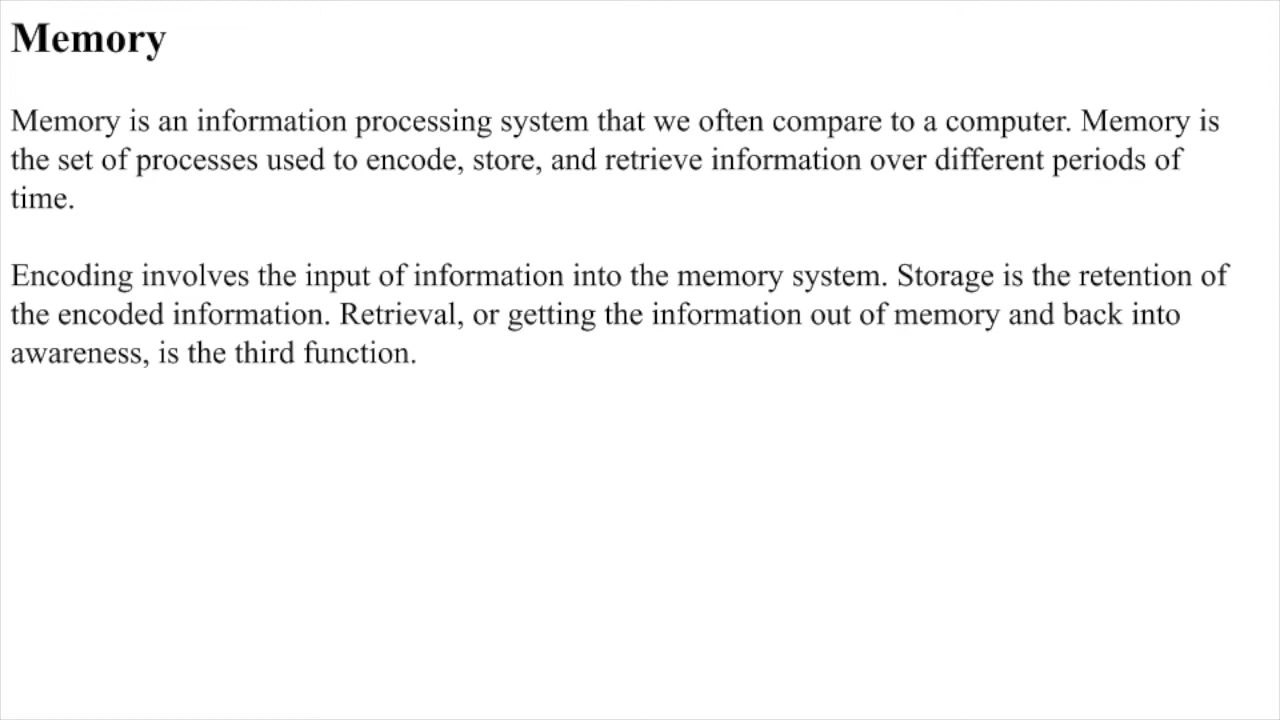 Memory
Memory is an information processing system that we often compare to a computer. Memory is
the set of processes used to encode, store, and retrieve information over different periods of
time.
Encoding involves the input of information into the memory system. Storage is the retention of
the encoded information. Retrieval, or getting the information out of memory and back into
awareness, is the third function.